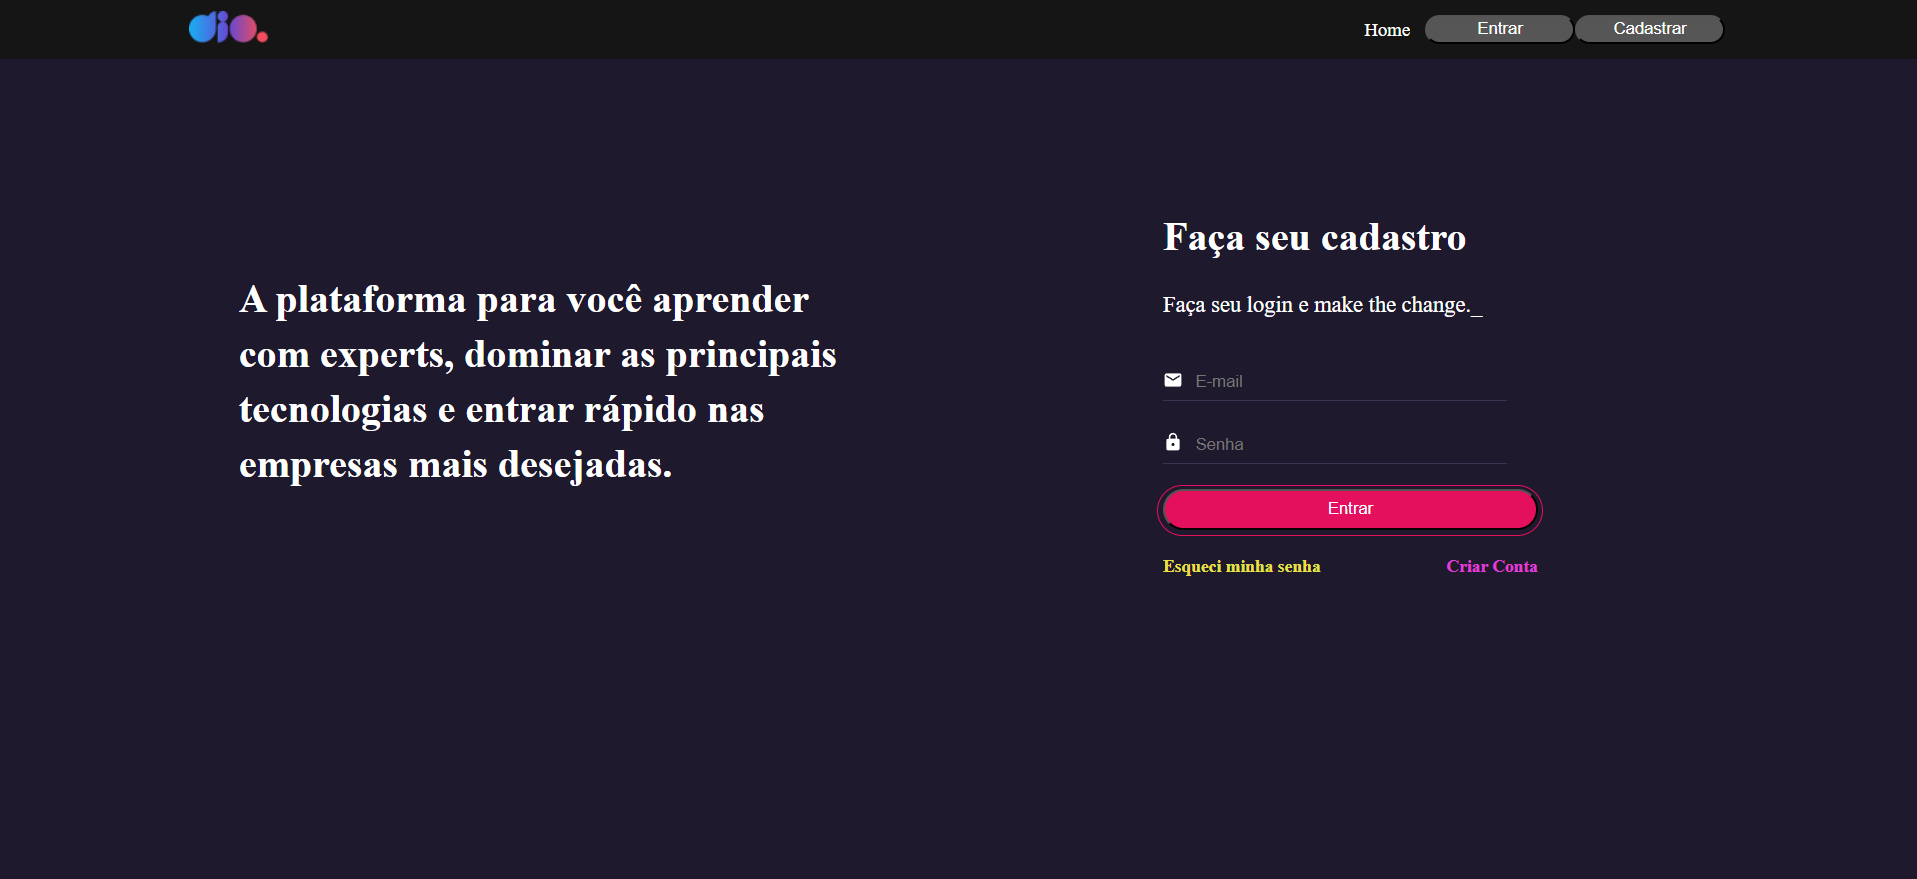 dio.
Home
Entrar
Cadastrar
A plataforma para você aprender
com experts, dominar as principais
tecnologias e entrar rápido nas
empresas mais desejadas.
Faça seu cadastro
Faça seu login e make the change._
E-mail
Senha
Entrar
Esqueci minha senha
Criar Conta